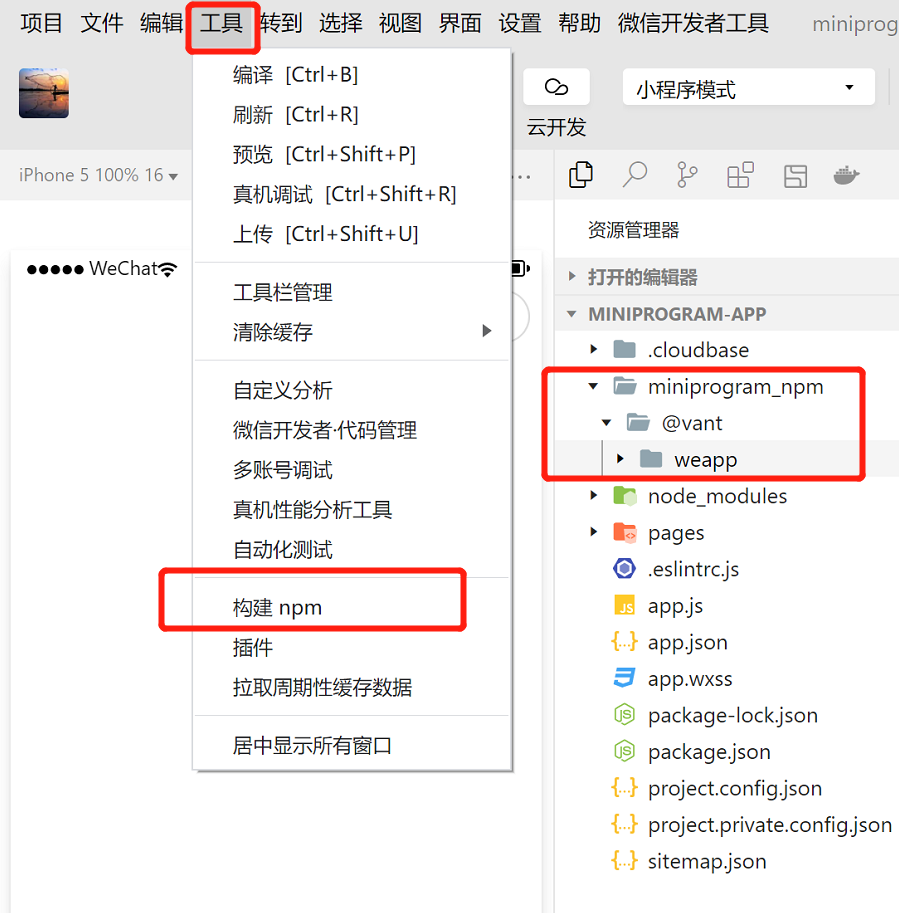 项目 文件 编辑 工具 转到 选择 视图 界面 设置 帮助 微信开发者工具 miniprog
编译 [Ctrl+B]
刷新 [Ctrl+R]
预览 [Ctrl+Shift+P]
真机调试 [Ctrl+Shift+R]
上传 [Ctrl+Shift+U]
工具栏管理
清除缓存
自定义分析
微信开发者·代码管理
多账号调试
真机性能分析工具
自动化测试
构建 npm
插件
拉取周期性缓存数据
居中显示所有窗口
小程序模式
云开发
iPhone 5 100% 16
WeChat
资源管理器
打开的编辑器
MINIPROGRAM-APP
.cloudbase
miniprogram_npm
@vant
weapp
node_modules
pages
.eslintrc.js
app.js
app.json
app.wxss
package-lock.json
package.json
project.config.json
project.private.config.json
sitemap.json